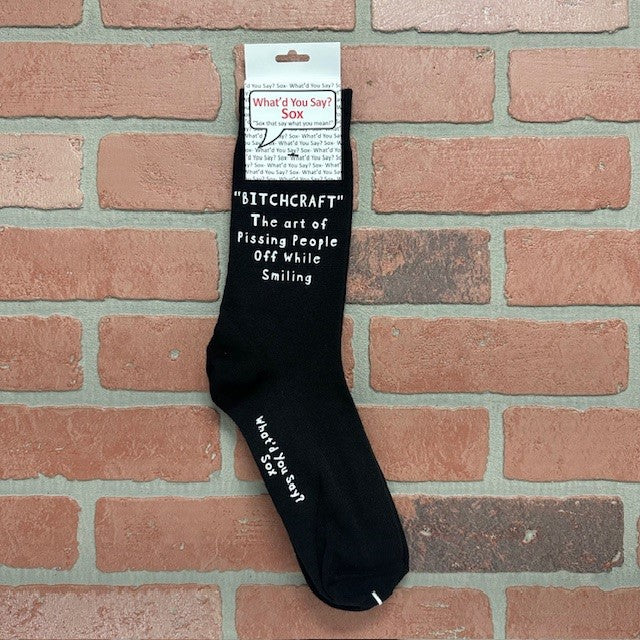 What'd You Say?
Sox
"Sox that say what you mean!"
"BITCHCRAFT"
The art of
Pissing People
Off While
Smiling
What'd You Say?
Sox